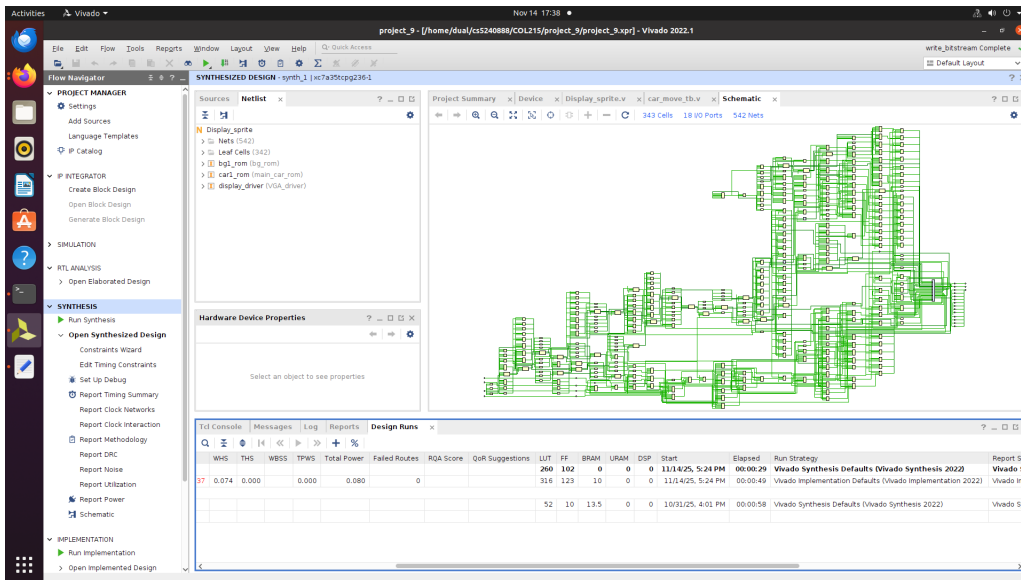 Activities
Vivado
Nov 14 17:38
project_9 - [/home/dual/cs5240888/COL215/project_9/project_9.xpr] - Vivado 2022.1
File Edit Flow Tools Reports Window Layout View Help
Quick Access
write_bitstream Complete
Default Layout
Flow Navigator
SYNTHESIZED DESIGN - synth_1 | xc7a35tcpg236-1
PROJECT MANAGER
Settings
Add Sources
Language Templates
IP Catalog
IP INTEGRATOR
Create Block Design
Open Block Design
Generate Block Design
SIMULATION
RTL ANALYSIS
Open Elaborated Design
SYNTHESIS
Run Synthesis
Open Synthesized Design
Constraints Wizard
Edit Timing Constraints
Set Up Debug
Report Timing Summary
Report Clock Networks
Report Clock Interaction
Report Methodology
Report DRC
Report Noise
Report Utilization
Report Power
Schematic
IMPLEMENTATION
Run Implementation
Open Implemented Design
Sources Netlist
N Display_sprite
Nets (542)
Leaf Cells (342)
bg1_rom (bg_rom)
car1_rom (main_car_rom)
display_driver (VGA_driver)
Hardware Device Properties
Select an object to see properties
Project Summary Device Display_sprite.v car_move_tb.v Schematic
343 Cells 18 I/O Ports 542 Nets
Tcl Console Messages Log Reports Design Runs
WHS THS WBSS TPWS Total Power Failed Routes RQA Score QoR Suggestions LUT FF BRAM URAM DSP Start Elapsed Run Strategy Report S
260 102 0 0 0 11/14/25, 5:24 PM 00:00:29 Vivado Synthesis Defaults (Vivado Synthesis 2022) Vivado S
37 0.074 0.000 0.000 0.080 0 316 123 10 0 0 11/14/25, 5:24 PM 00:00:49 Vivado Implementation Defaults (Vivado Implementation 2022) Vivado I
52 10 13.5 0 0 10/31/25, 4:01 PM 00:00:58 Vivado Synthesis Defaults (Vivado Synthesis 2022) Vivado S